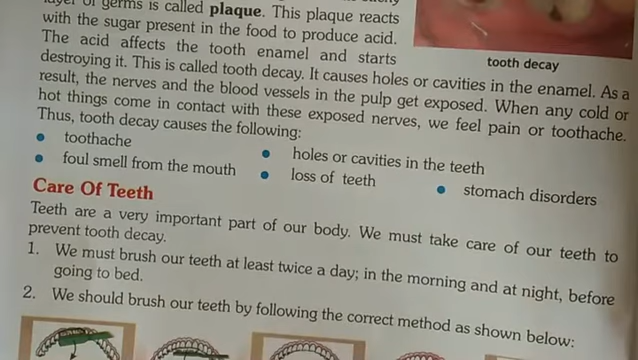 layer of germs is called plaque. This plaque reacts
with the sugar present in the food to produce acid.
The acid affects the tooth enamel and starts
tooth decay
destroying it. This is called tooth decay. It causes holes or cavities in the enamel. As a
result, the nerves and the blood vessels in the pulp get exposed. When any cold or
hot things come in contact with these exposed nerves, we feel pain or toothache.
Thus, tooth decay causes the following:
• toothache
• holes or cavities in the teeth
• foul smell from the mouth
• loss of teeth
• stomach disorders
Care Of Teeth
Teeth are a very important part of our body. We must take care of our teeth to
prevent tooth decay.
1. We must brush our teeth at least twice a day; in the morning and at night, before
going to bed.
2. We should brush our teeth by following the correct method as shown below: